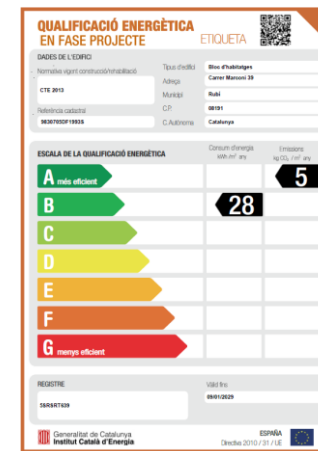 QUALIFICACIÓ ENERGÈTICA
EN FASE PROJECTE
ETIQUETA
DADES DE L'EDIFICI
Normativa vigent construcció/rehabilitació
CTE 2013
Referència cadastral
Tipus d'edifici
Bloc d'habitatges
Adreça
Carrer Marconi 39
Municipi
Rubí
C.P.
08191
C.Autònoma
Catalunya
ESCALA DE LA QUALIFICACIÓ ENERGÈTICA
Consum d'energia
kWh /m² any
Emissions
kg CO₂ /m² any
A més eficient
5
B
28
C
D
E
F
G menys eficient
REGISTRE
Vàlid fins
09/01/2029
Generalitat de Catalunya
Institut Català d'Energia
ESPAÑA
Directiva 2010 / 31 / UE